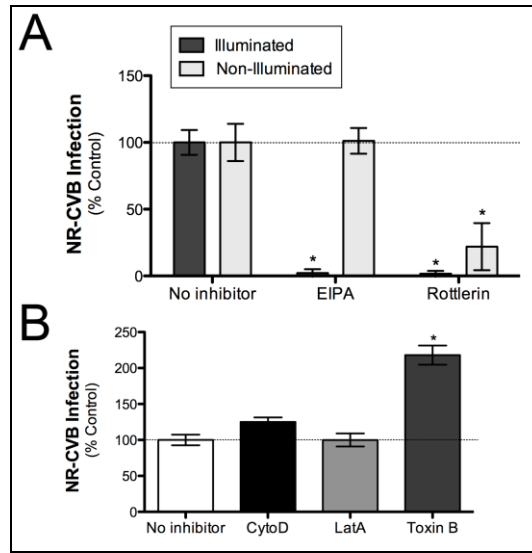 A
Illuminated
Non-Illuminated
NR-CVB Infection
(% Control)
150
100
50
0
*
*
*
No inhibitor
EIPA
Rottlerin
B
NR-CVB Infection
(% Control)
250
200
150
100
50
0
*
No inhibitor
CytoD
LatA
Toxin B